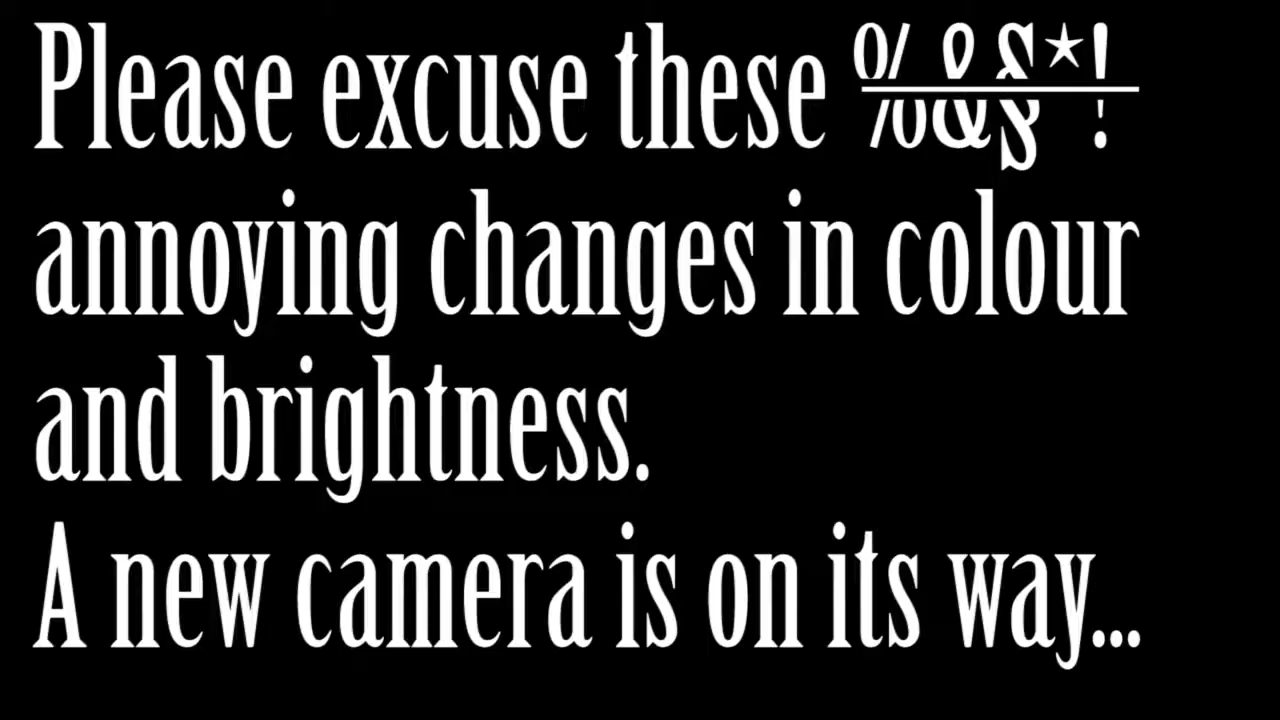 Please excuse these %&§*!
annoying changes in colour
and brightness.
A new camera is on its way...